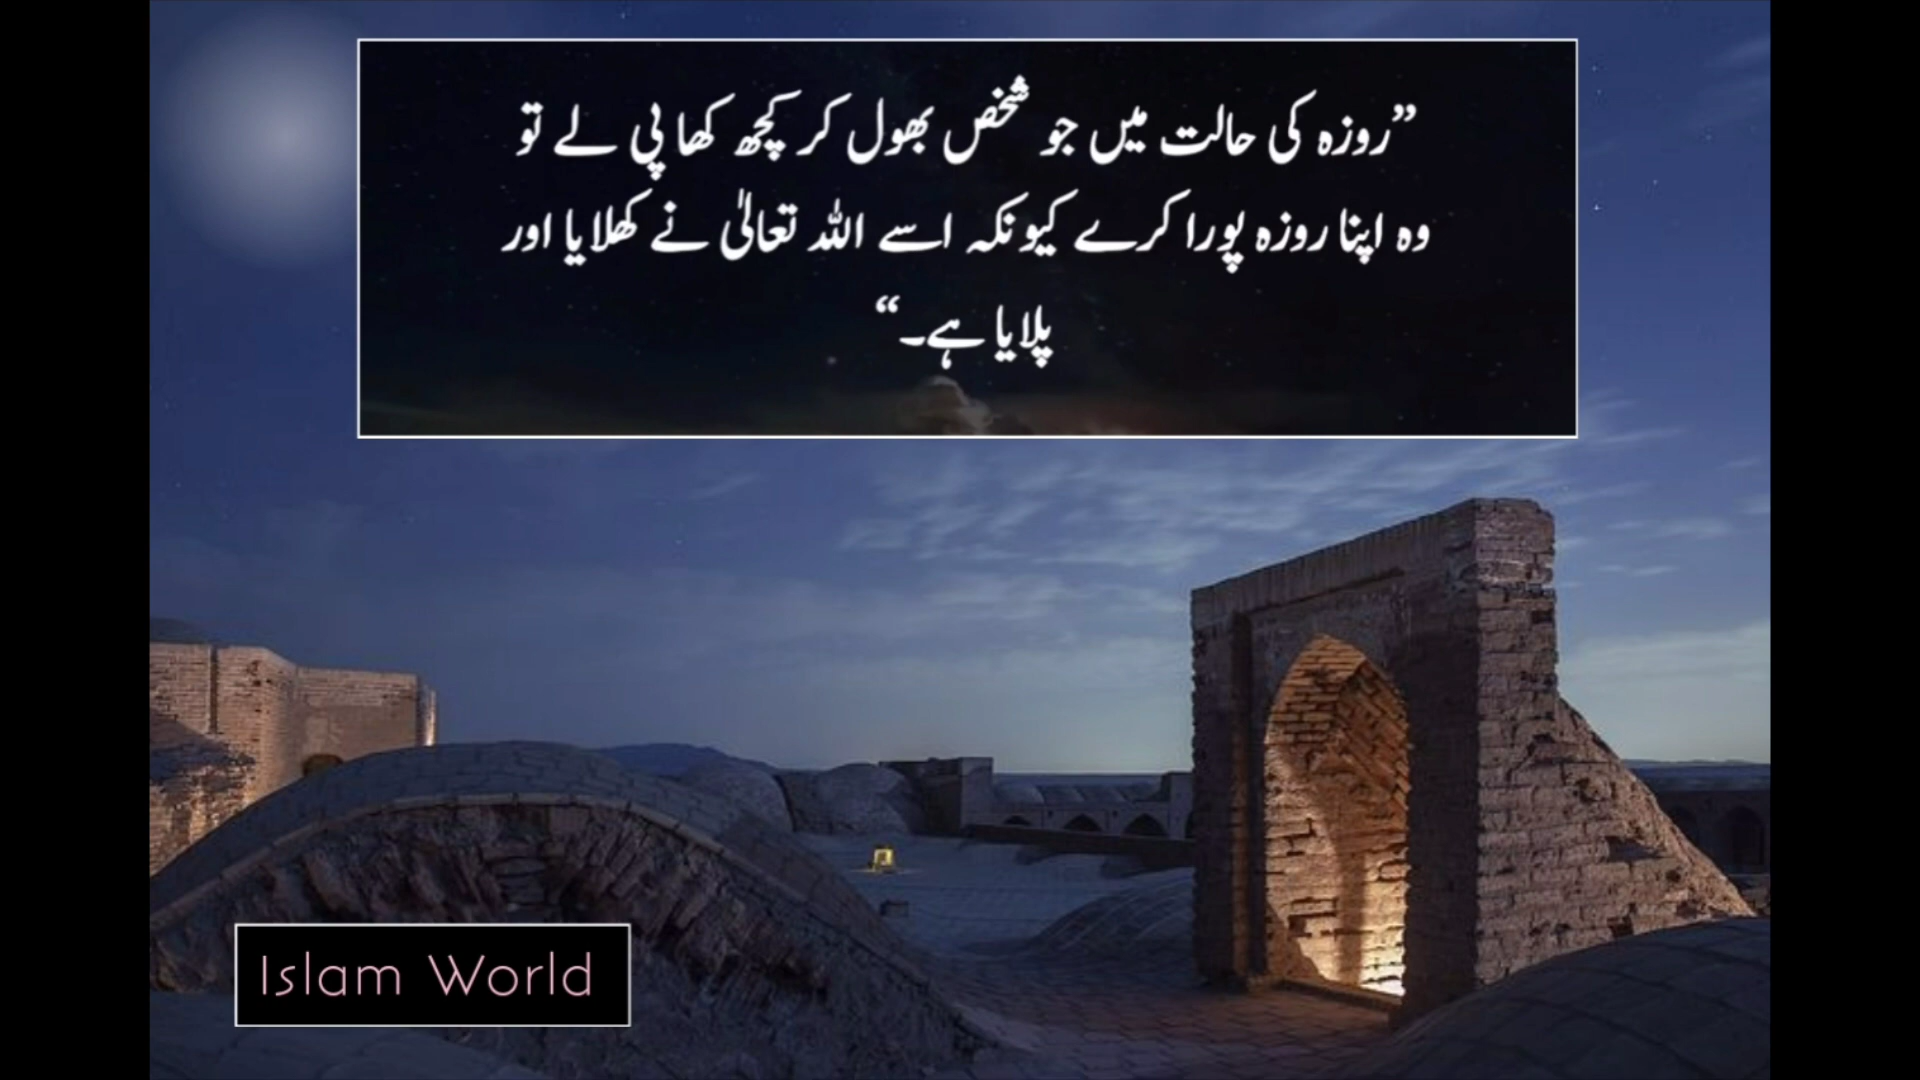 ”روزہ کی حالت میں جو شخص بھول کر کچھ کھا پی لے تو
وہ اپنا روزہ پورا کرے کیونکہ اسے اللہ تعالیٰ نے کھلایا اور
پلایا ہے۔“
Islam World